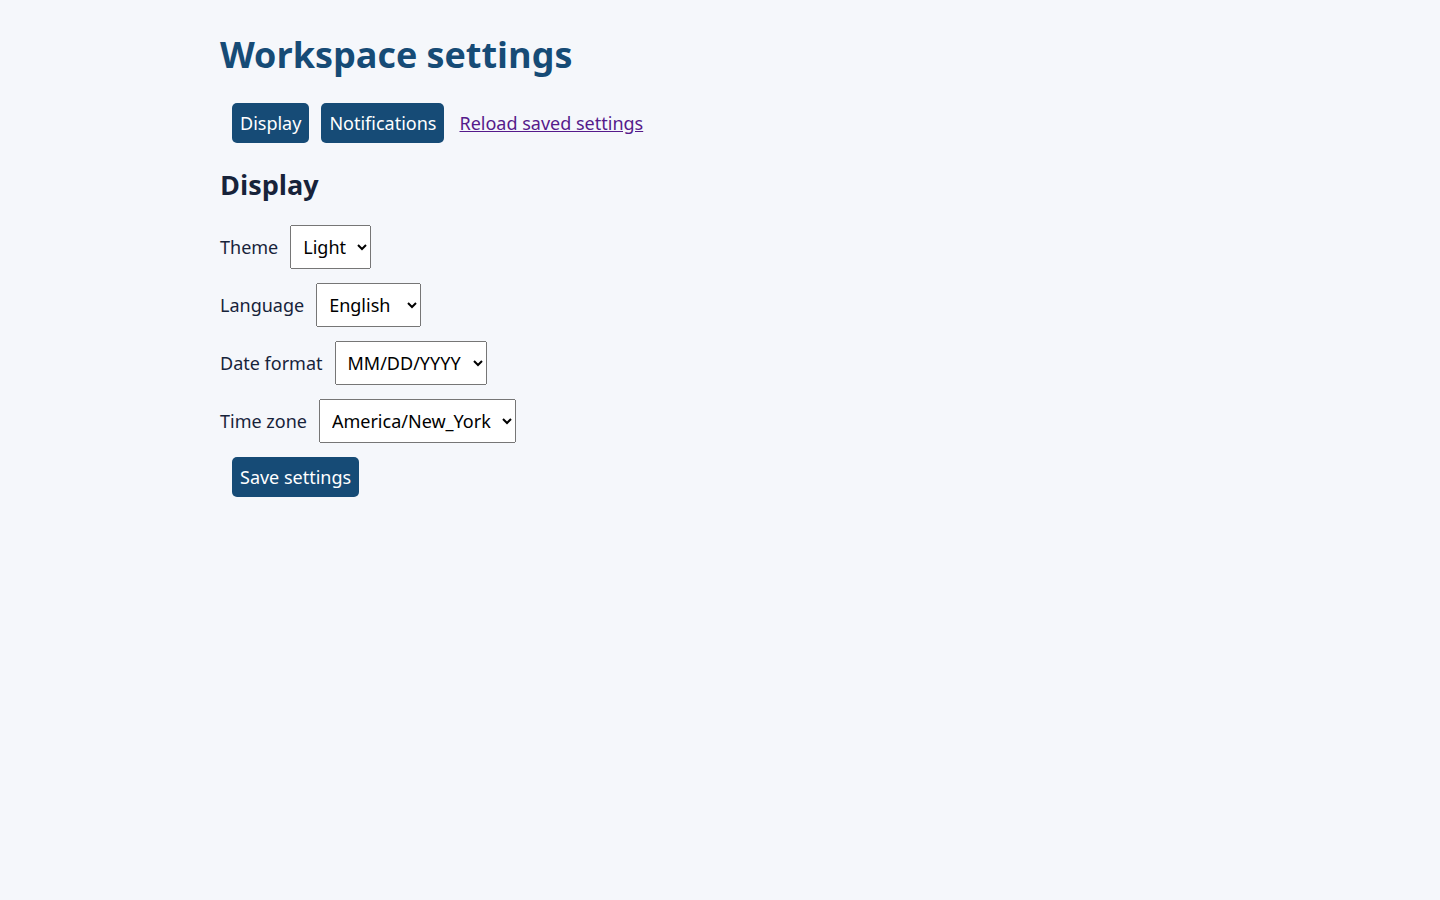 Workspace settings
Display Notifications Reload saved settings
Display
Theme Light
Language English
Date format MM/DD/YYYY
Time zone America/New_York
Save settings